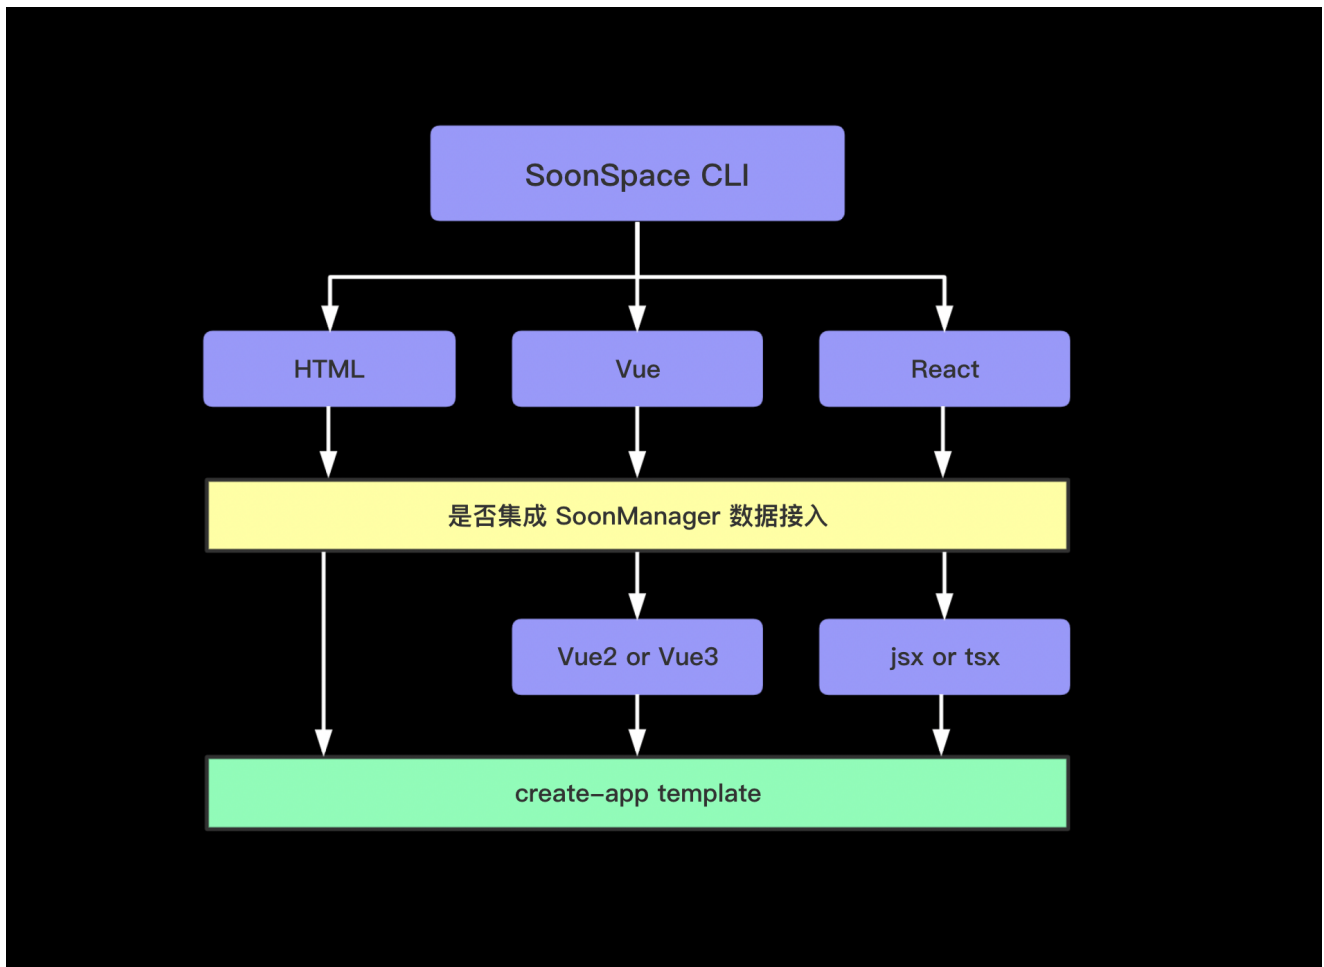 SoonSpace CLI
HTML
Vue
React
是否集成 SoonManager 数据接入
Vue2 or Vue3
jsx or tsx
create–app template